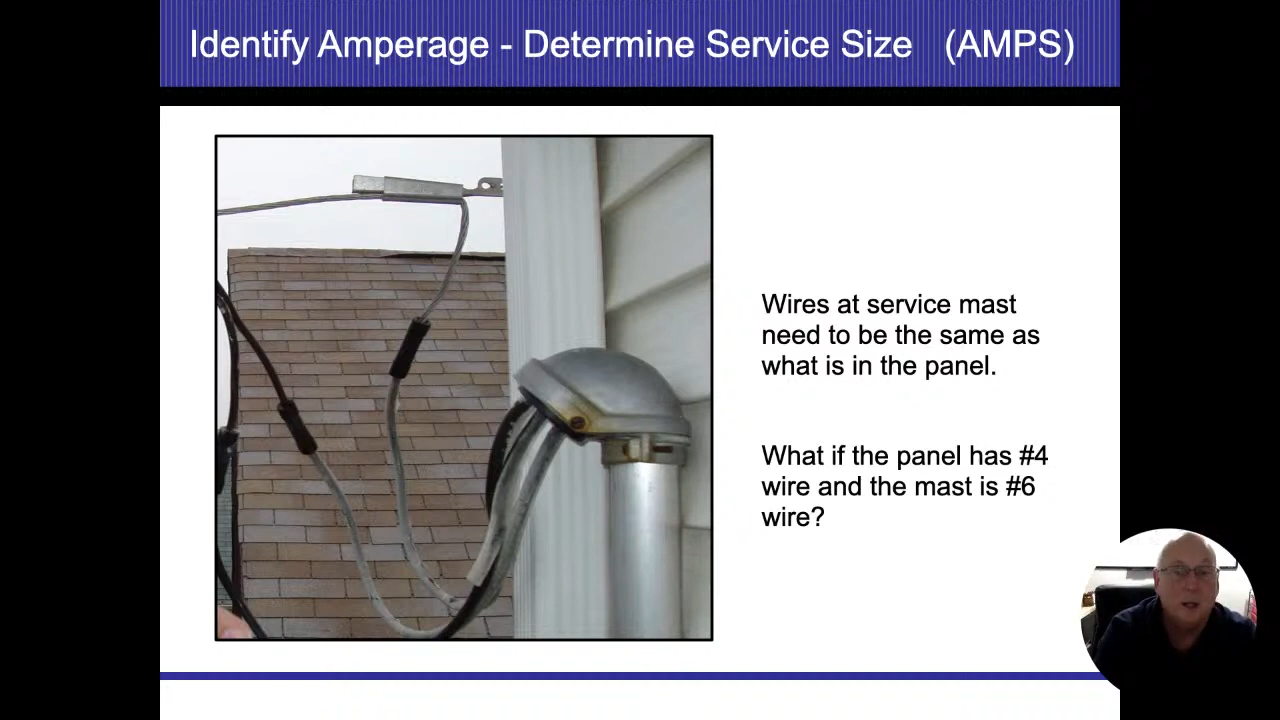 Identify Amperage - Determine Service Size (AMPS)
Wires at service mast
need to be the same as
what is in the panel.
What if the panel has #4
wire and the mast is #6
wire?